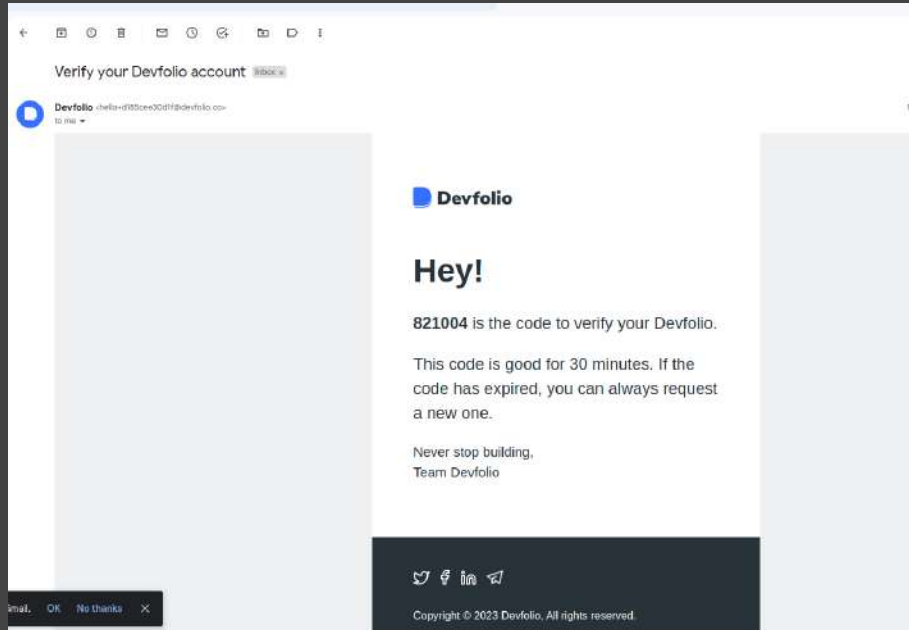 Verify your Devfolio account Inbox x
Devfolio
to me
Devfolio
Hey!
821004 is the code to verify your Devfolio.
This code is good for 30 minutes. If the
code has expired, you can always request
a new one.
Never stop building,
Team Devfolio
OK No thanks
Copyright © 2023 Devfolio, All rights reserved.